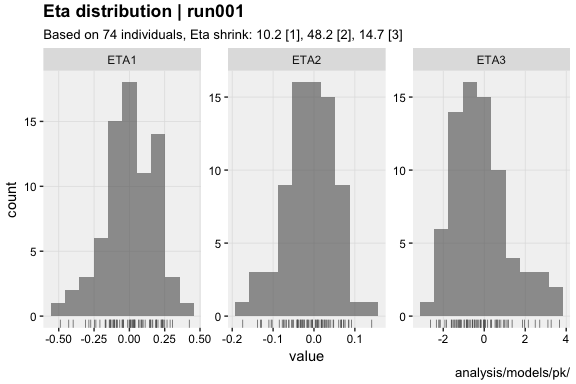 Eta distribution | run001
Based on 74 individuals, Eta shrink: 10.2 [1], 48.2 [2], 14.7 [3]
ETA1 ETA2 ETA3
count
15
10
5
0
15
10
5
0
15
10
5
0
-0.50 -0.25 0.00 0.25 0.50
-0.2 -0.1 0.0 0.1
-2 0 2 4
value
analysis/models/pk/